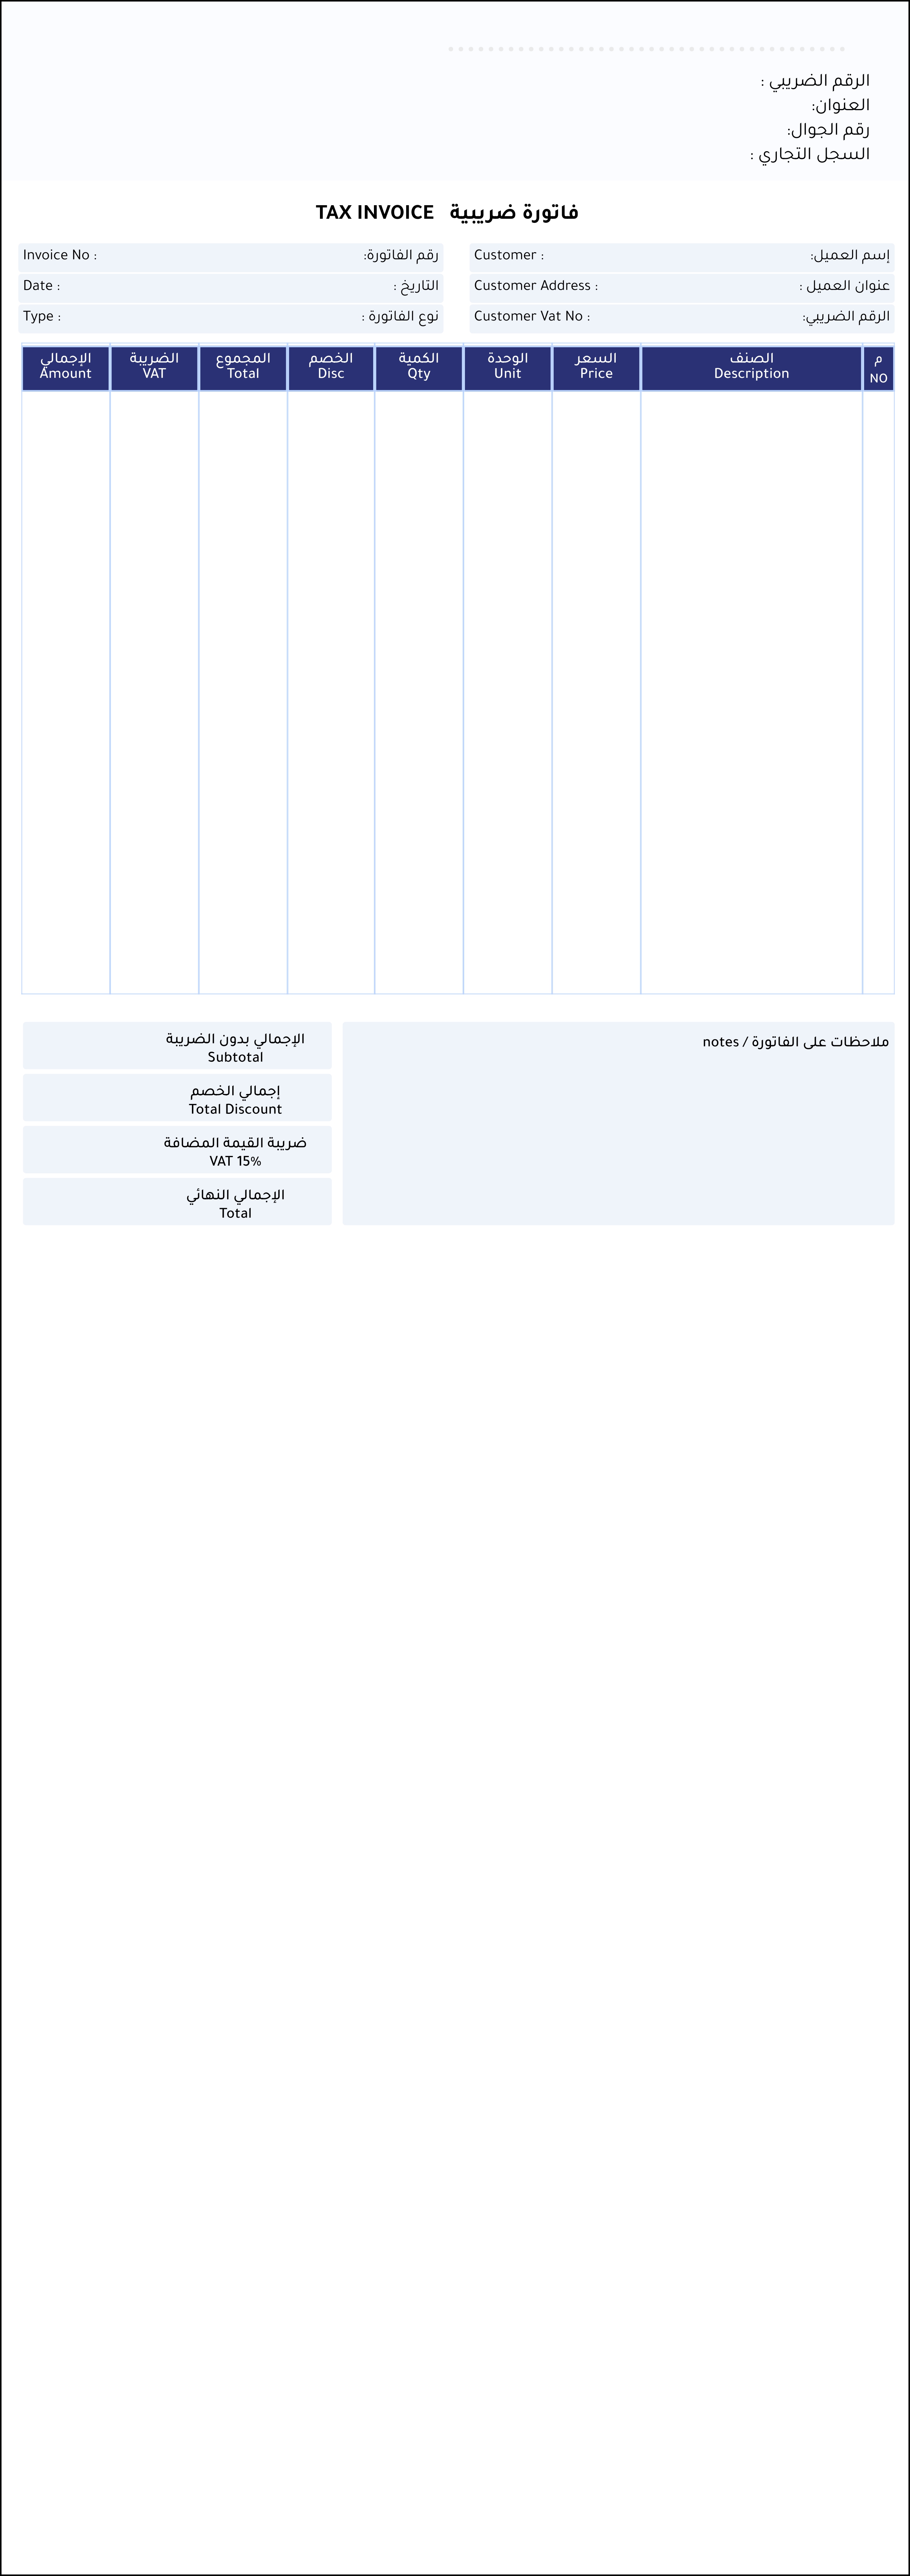 الرقم الضريبي :
العنوان:
رقم الجوال:
السجل التجاري :
فاتورة ضريبية TAX INVOICE
إسم العميل: Customer :
رقم الفاتورة: Invoice No :
عنوان العميل : Customer Address :
التاريخ : Date :
الرقم الضريبي: Customer Vat No :
نوع الفاتورة : Type :
م الصنف السعر الوحدة الكمية الخصم المجموع الضريبة الإجمالي
NO Description Price Unit Qty Disc Total VAT Amount
ملاحظات على الفاتورة / notes
الإجمالي بدون الضريبة
Subtotal
إجمالي الخصم
Total Discount
ضريبة القيمة المضافة
VAT 15%
الإجمالي النهائي
Total